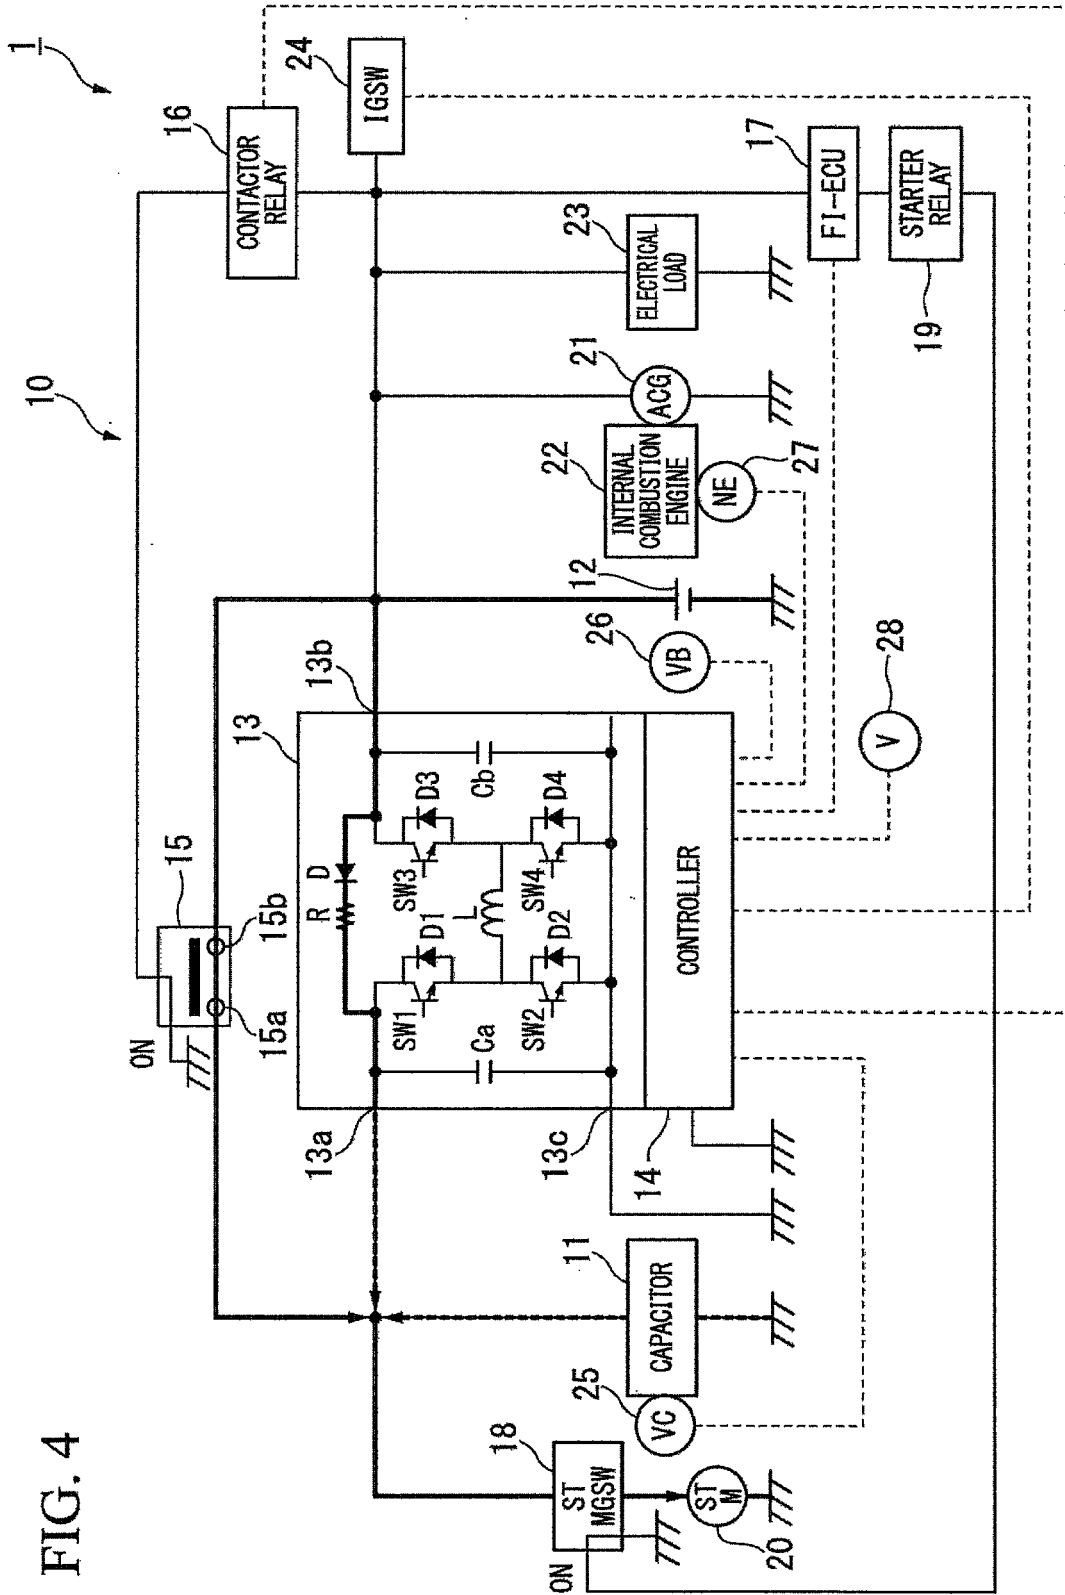 FIG. 4
1
10
16
CONTACTOR
RELAY
24
IGSW
15
ON
15a
15b
13
13a
13b
13c
R
D
SW1
D1
SW3
D3
L
SW2
D2
SW4
D4
Ca
Cb
CONTROLLER
14
11
CAPACITOR
25
VC
18
ST
MGSW
ON
ST
M
20
26
VB
12
22
INTERNAL
COMBUSTION
ENGINE
21
ACG
NE
27
23
ELECTRICAL
LOAD
17
FI-ECU
STARTER
RELAY
19
28
V